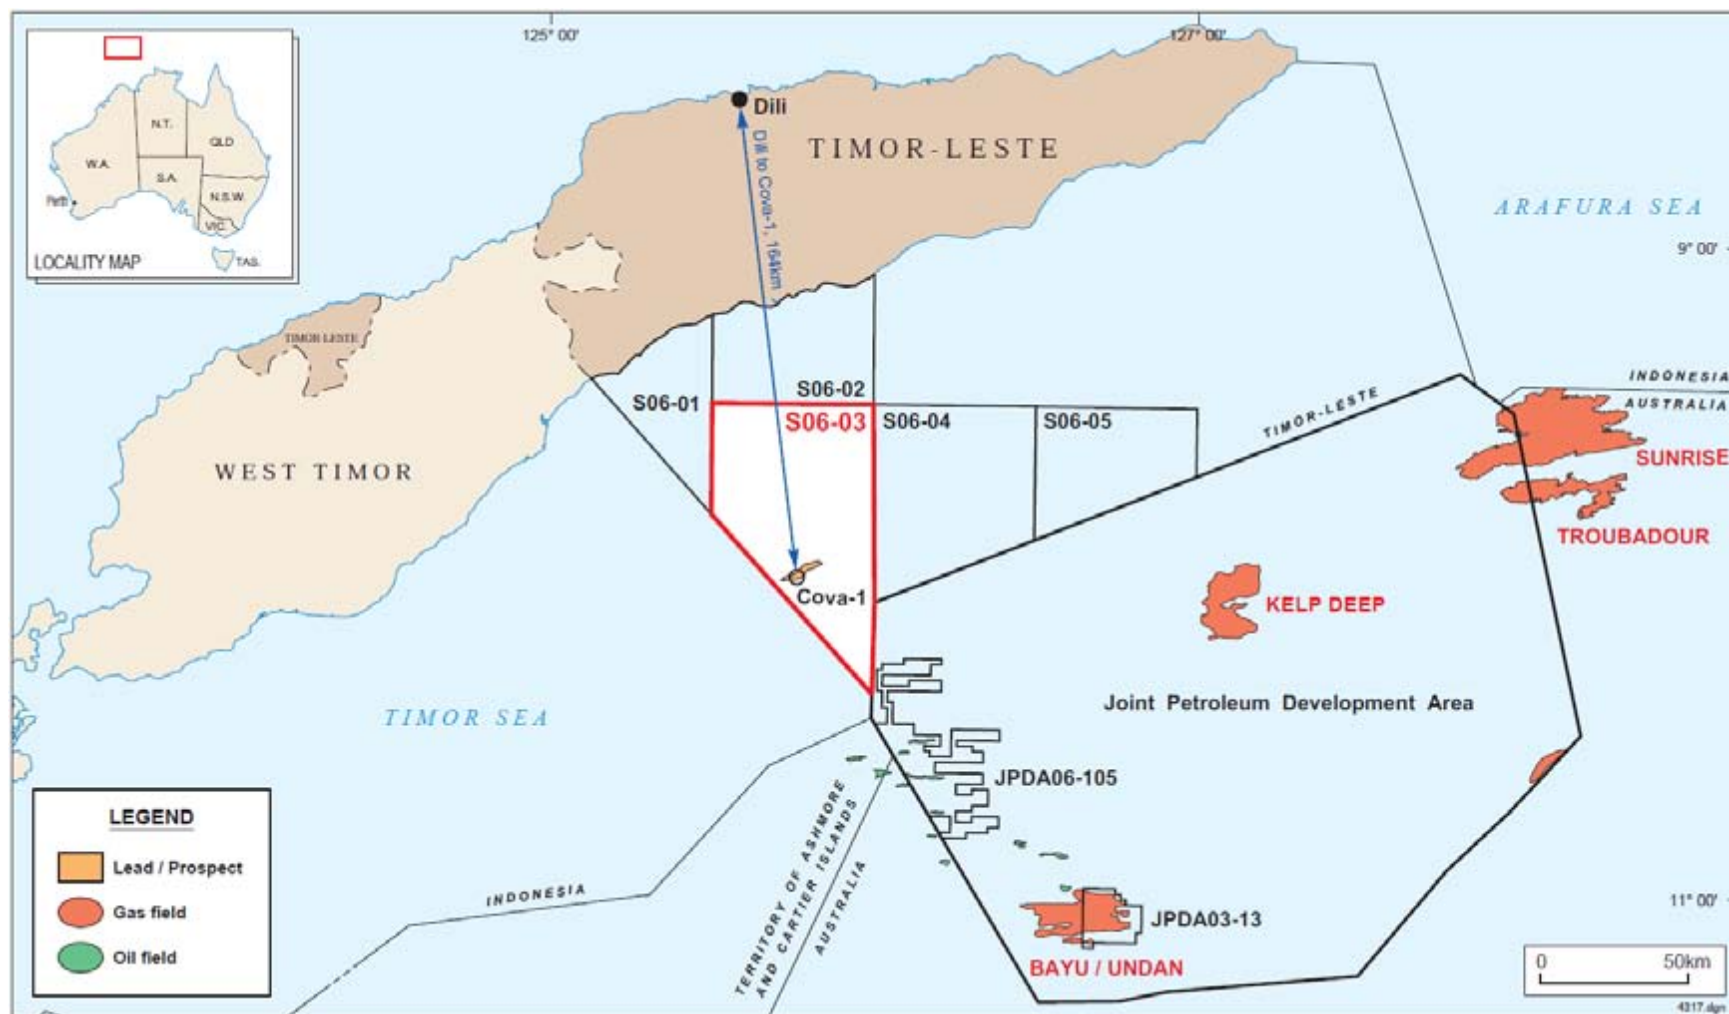 125° 00'
127° 00'
N.T.
QLD
W.A.
S.A.
N.S.W.
Perth
VIC.
TAS.
LOCALITY MAP
Dili
TIMOR-LESTE
Dili to Cova-1, 164km
ARAFURA SEA
9° 00'
TIMOR-LESTE
WEST TIMOR
S06-01
S06-02
S06-03
S06-04
S06-05
TIMOR-LESTE
INDONESIA
AUSTRALIA
SUNRISE
TROUBADOUR
Cova-1
KELP DEEP
TIMOR SEA
Joint Petroleum Development Area
JPDA06-105
TERRITORY OF ASHMORE
AND CARTIER ISLANDS
AUSTRALIA
INDONESIA
JPDA03-13
BAYU / UNDAN
11° 00'
LEGEND
Lead / Prospect
Gas field
Oil field
0 50km
4317.dgn